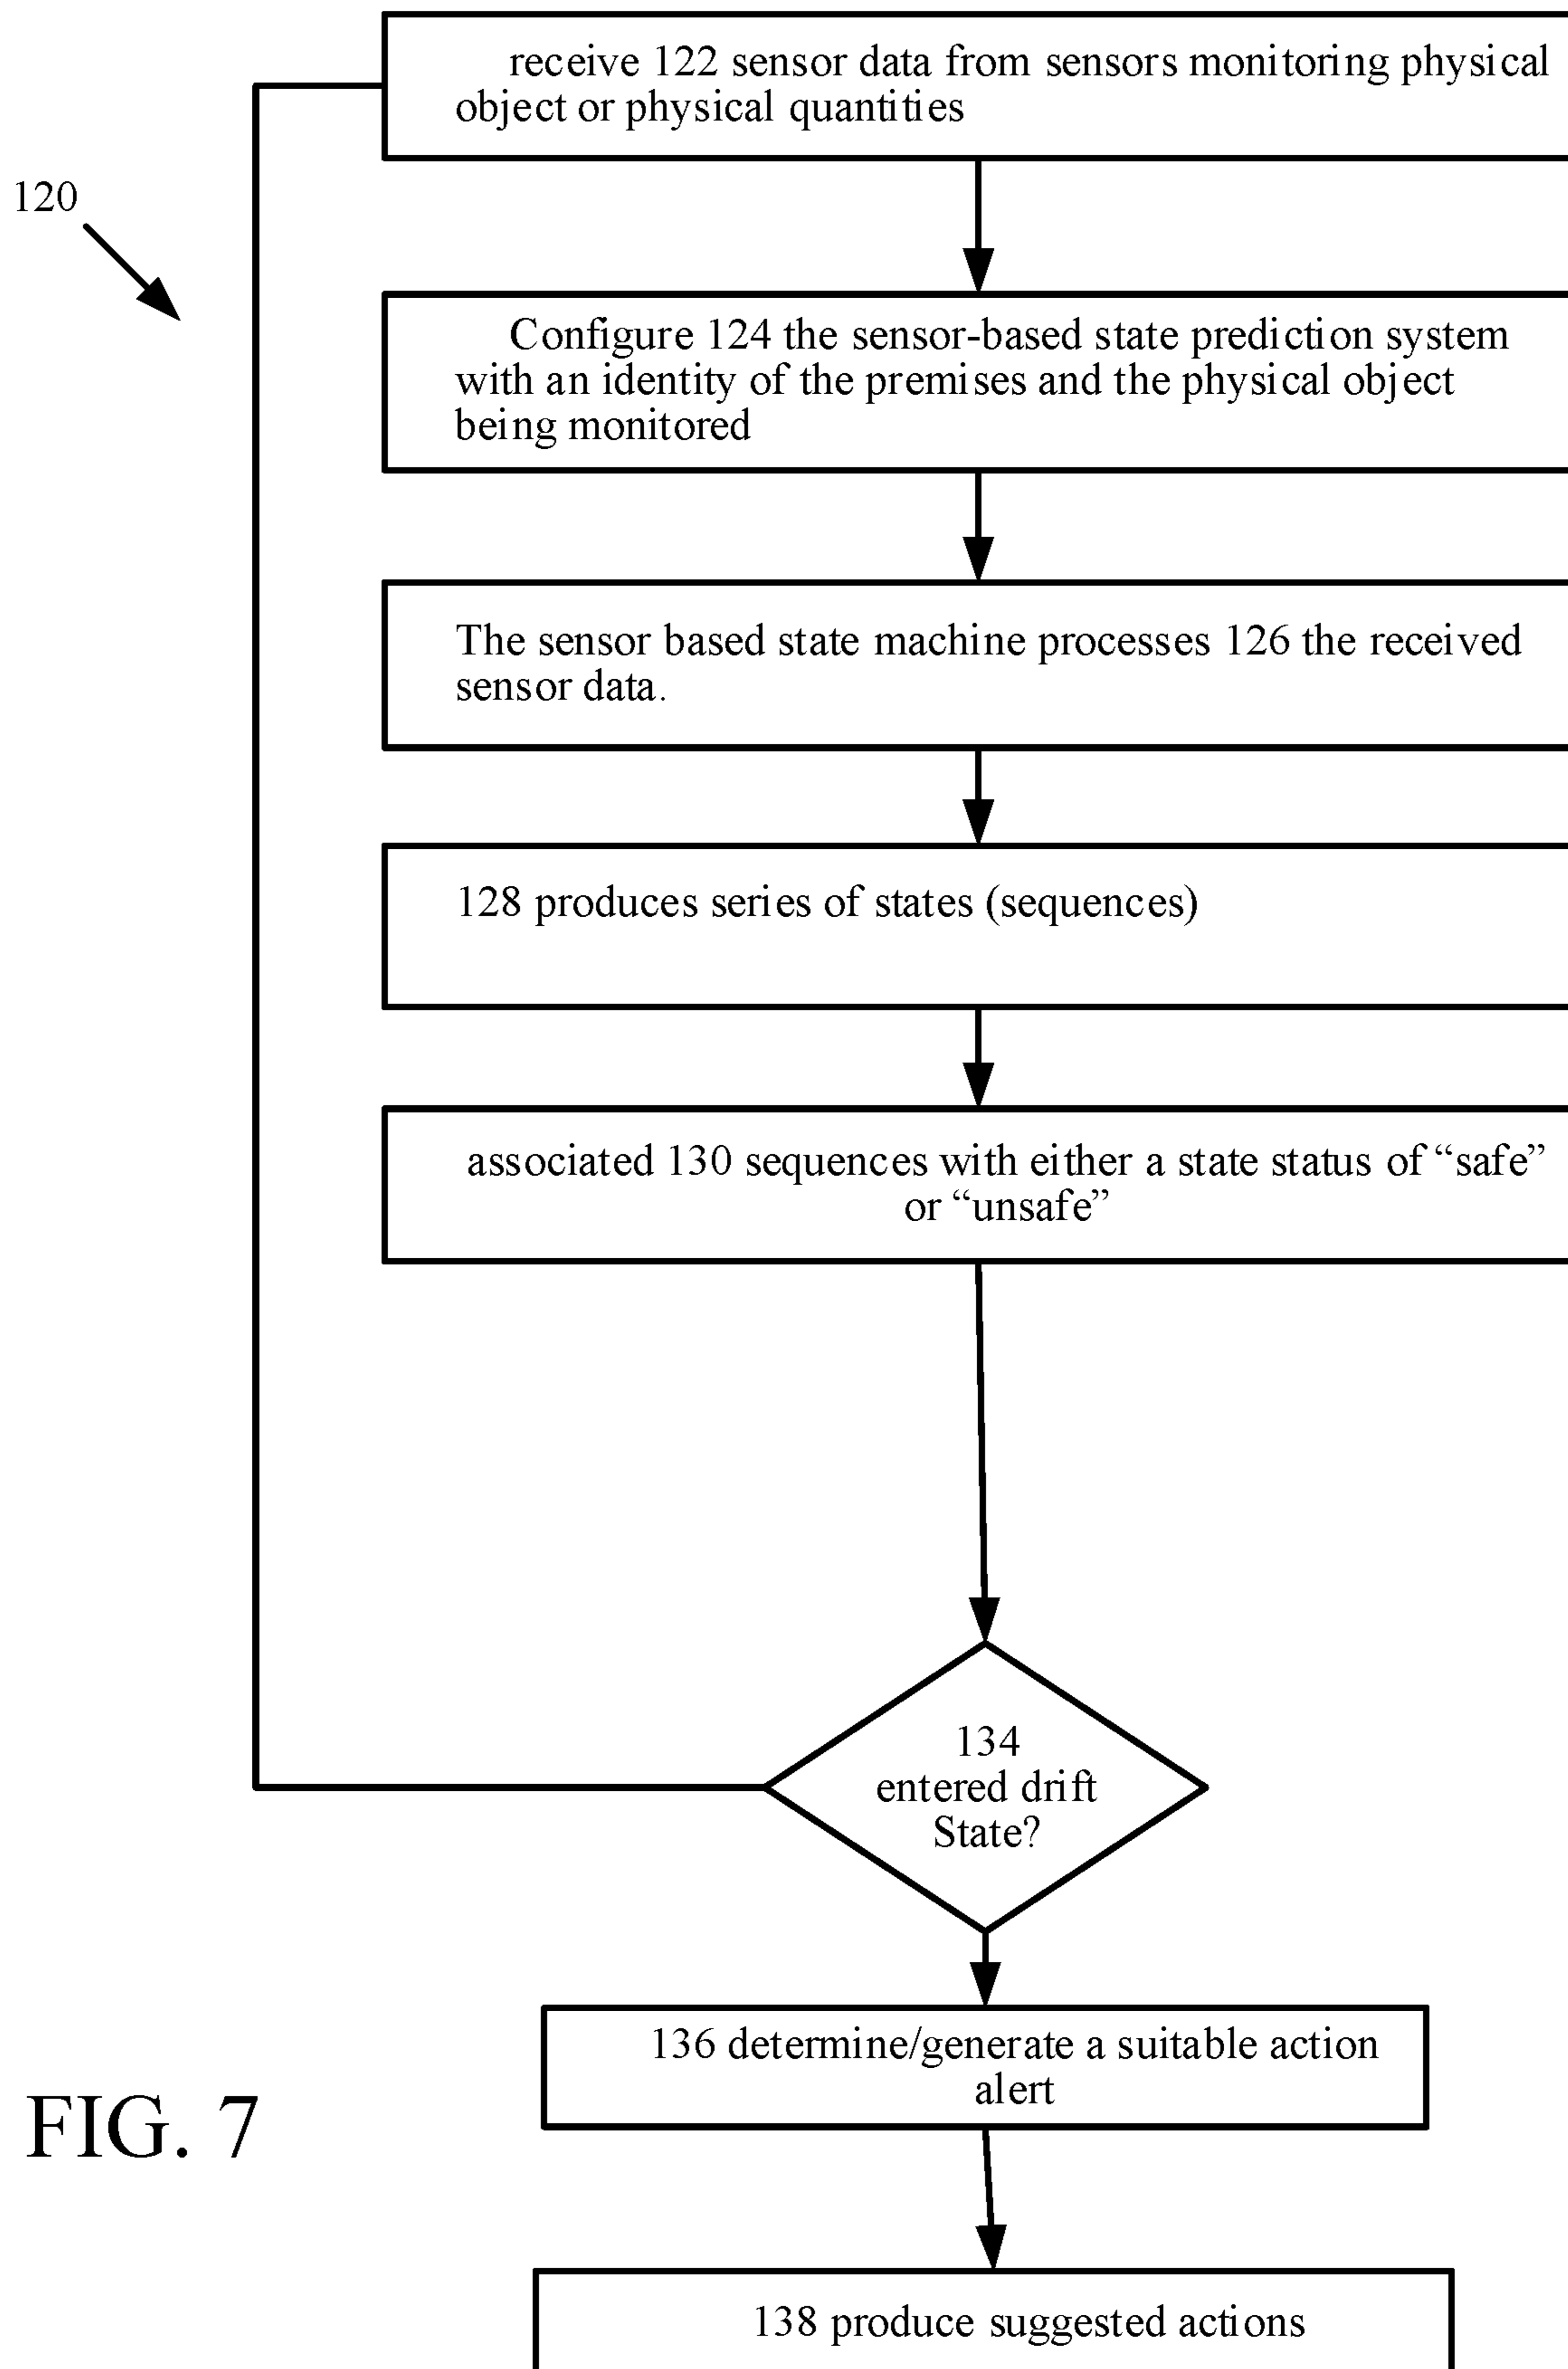 receive 122 sensor data from sensors monitoring physical
object or physical quantities
120
Configure 124 the sensor-based state prediction system
with an identity of the premises and the physical object
being monitored
The sensor based state machine processes 126 the received
sensor data.
128 produces series of states (sequences)
associated 130 sequences with either a state status of “safe”
or “unsafe”
134
entered drift
State?
136 determine/generate a suitable action
alert
FIG. 7
138 produce suggested actions